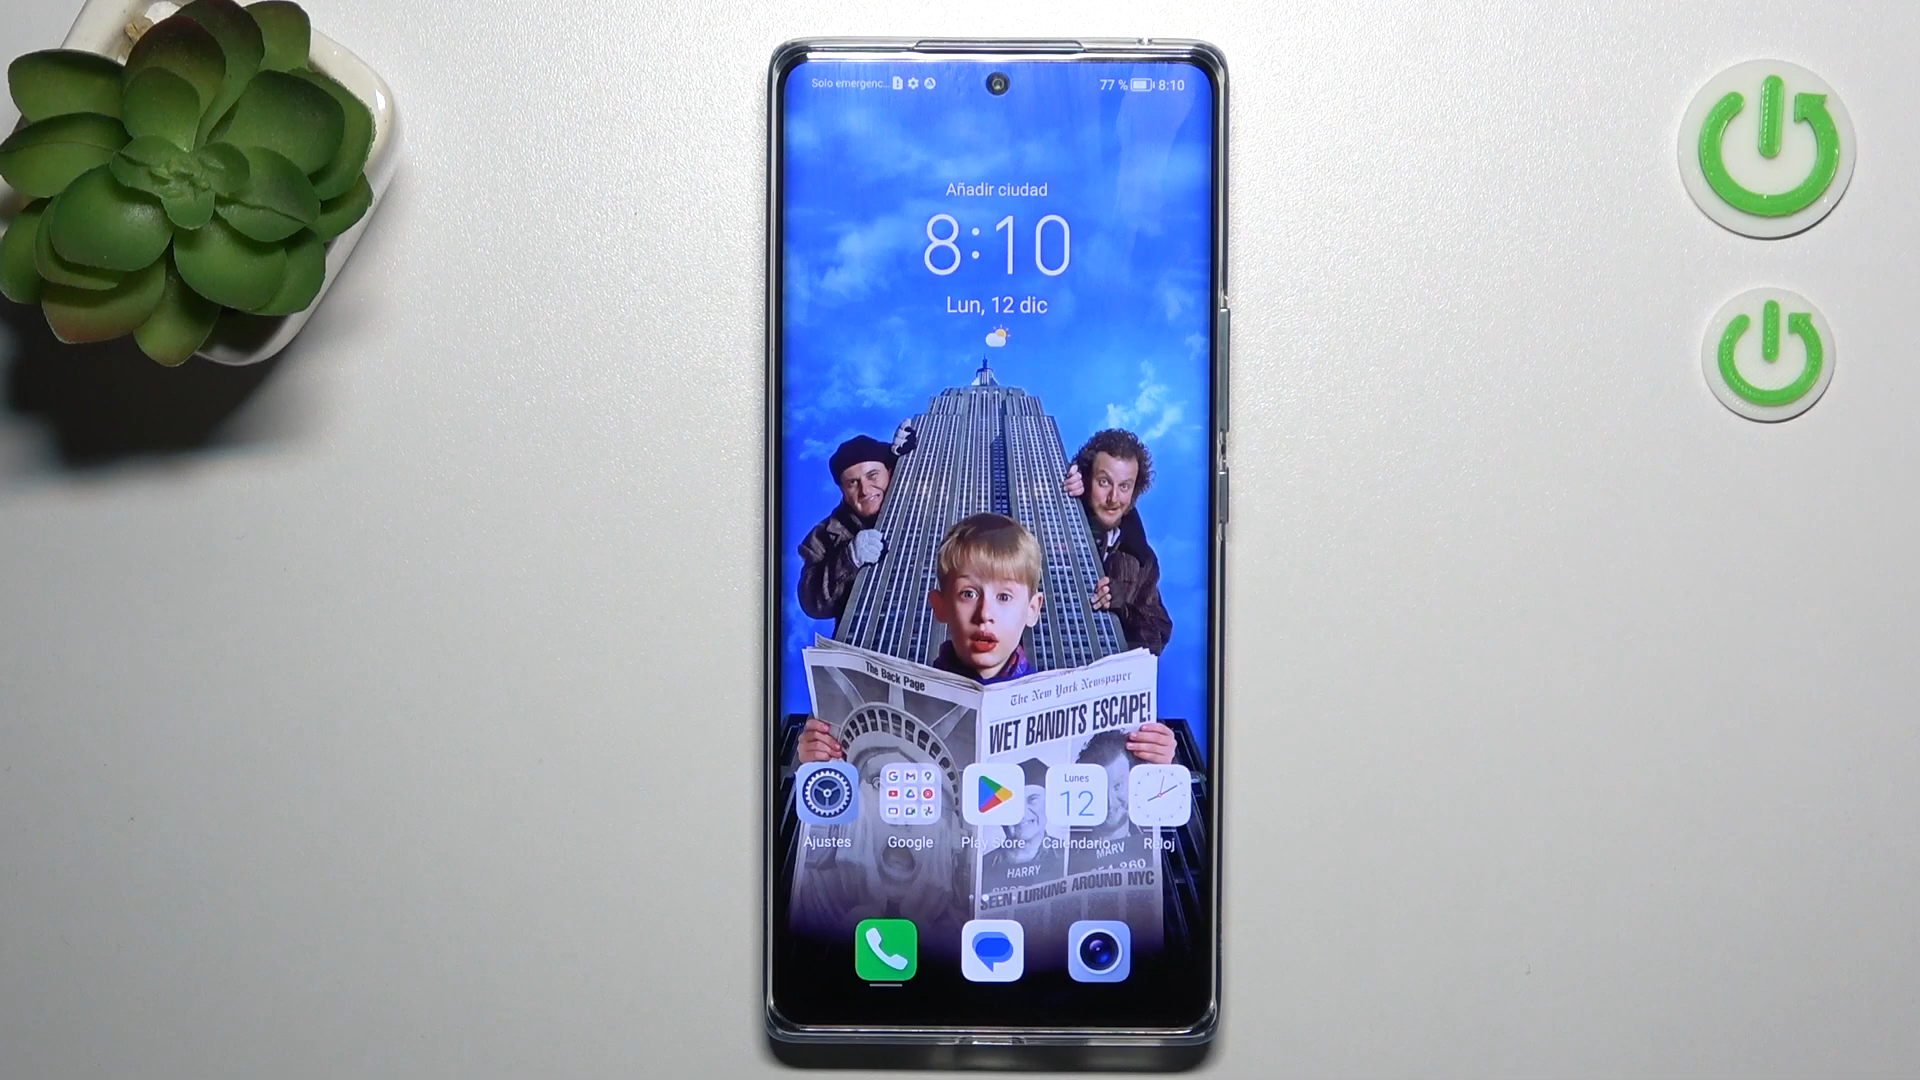 Solo emergenc...
77 % 8:10
Añadir ciudad
8:10
Lun, 12 dic
The Back Page
The New York Newspaper
WET BANDITS ESCAPE!
Lunes
12
Ajustes
Google
Play Store
Calendario
Reloj
HARRY
MARV
SEEN LURKING AROUND NYC